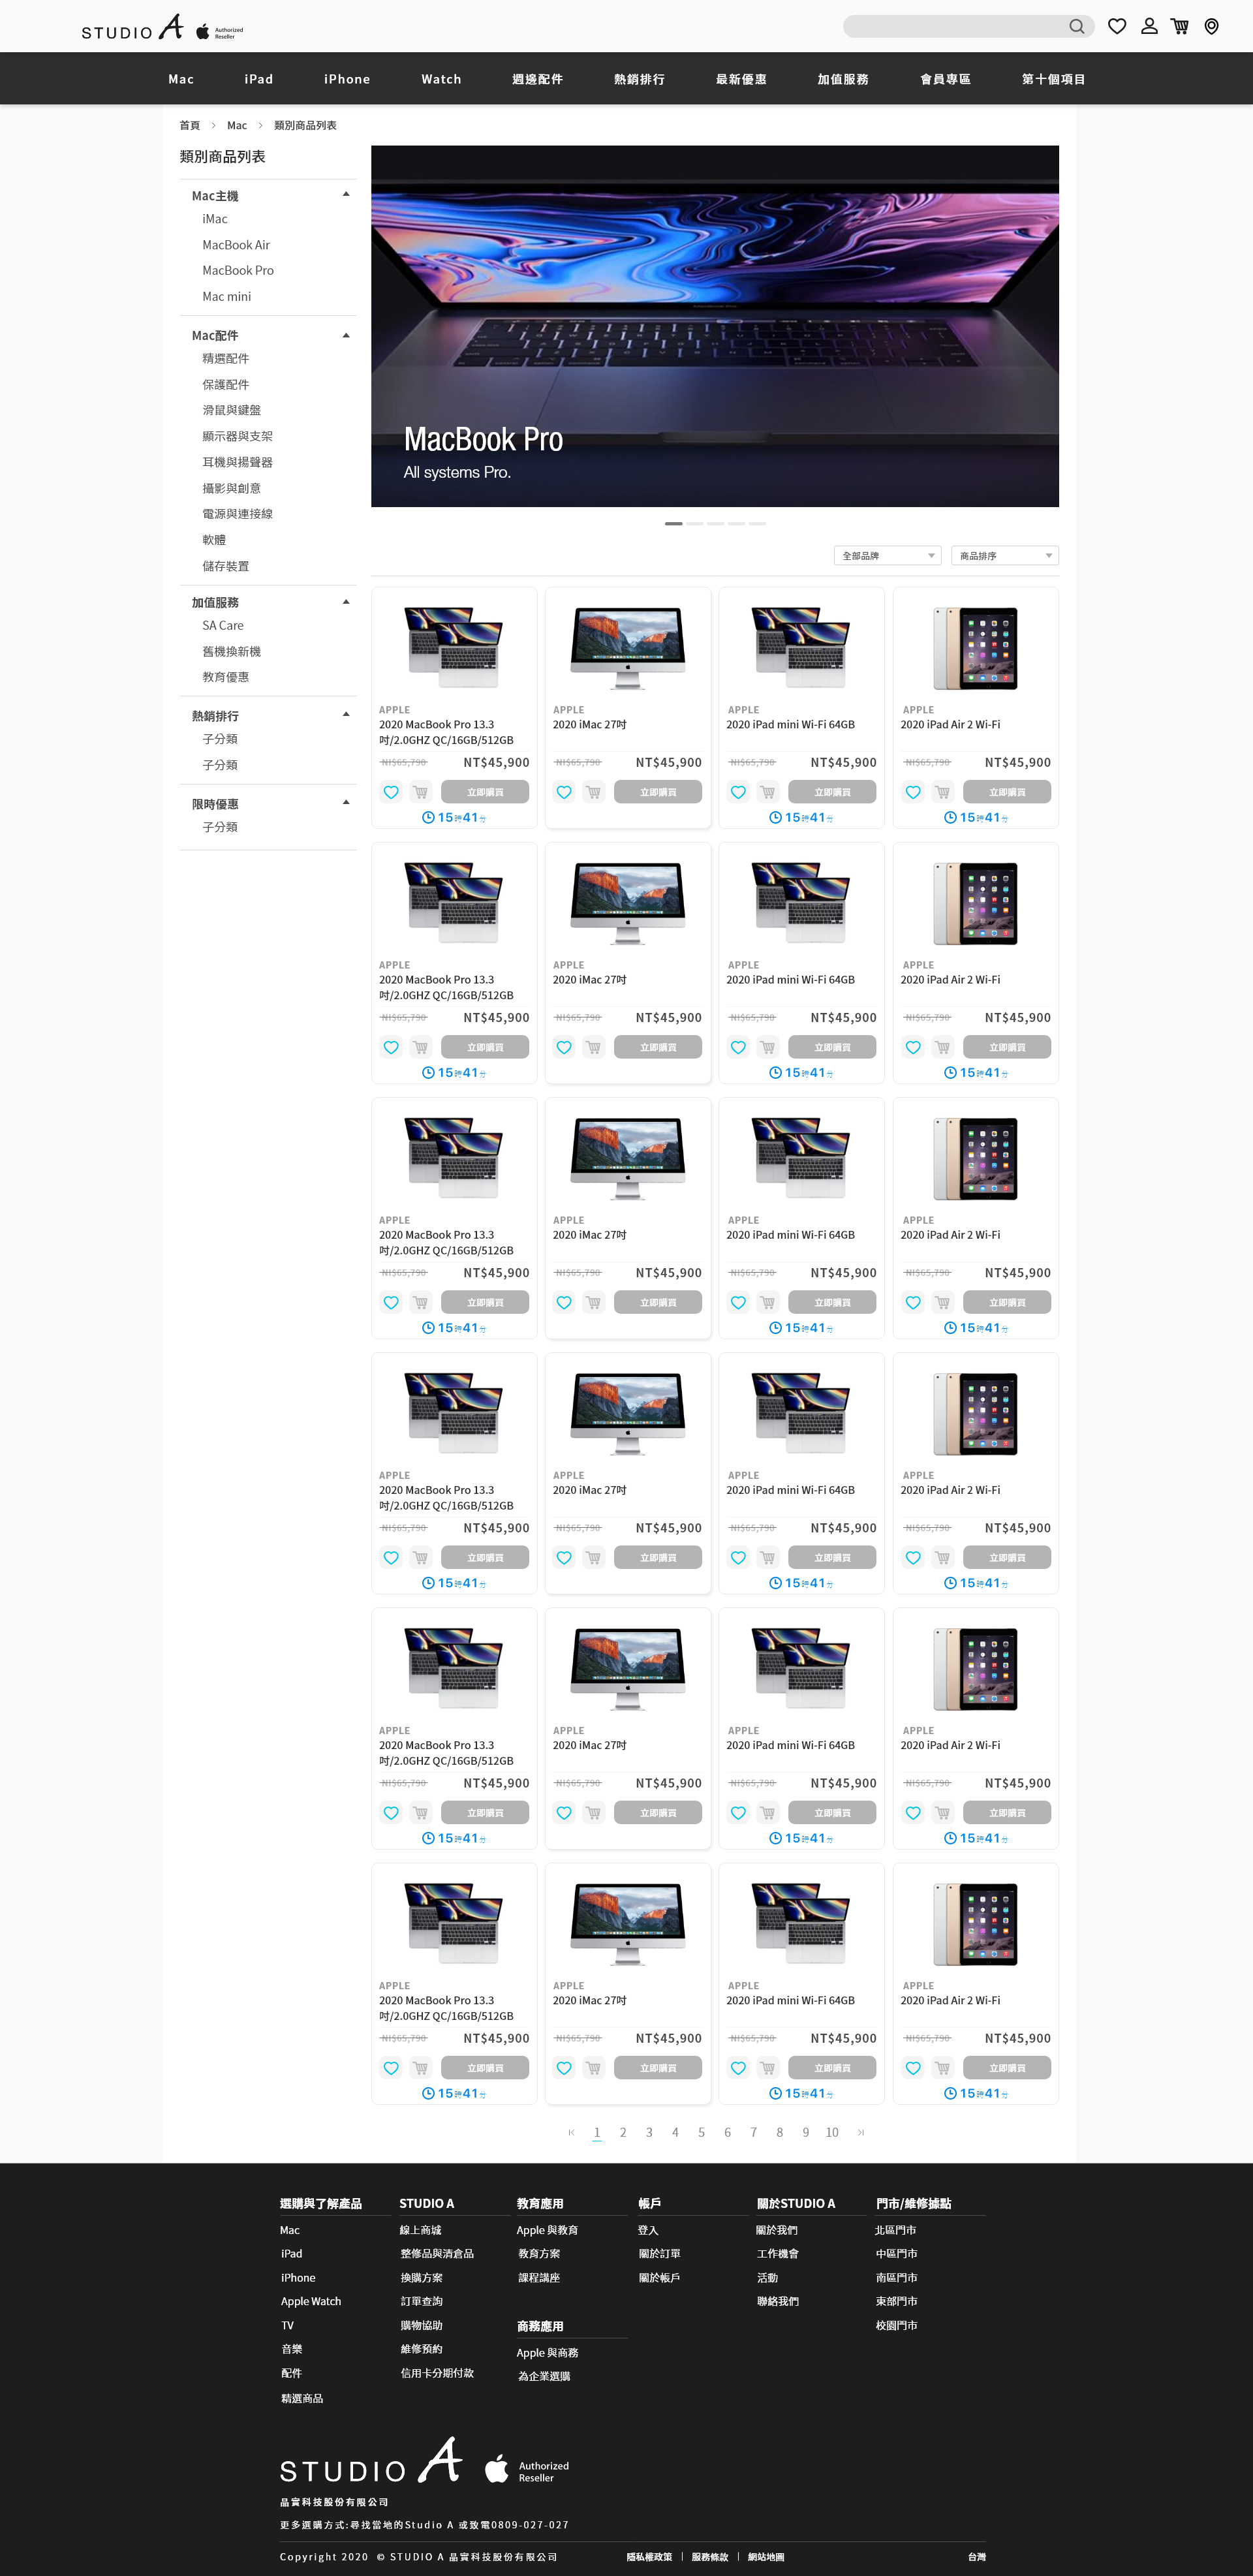 STUDIO A Authorized Reseller
Mac iPad iPhone Watch 週邊配件 熱銷排行 最新優惠 加值服務 會員專區 第十個項目
首頁 > Mac > 類別商品列表
類別商品列表
Mac主機
iMac
MacBook Air
MacBook Pro
Mac mini
Mac配件
精選配件
保護配件
滑鼠與鍵盤
顯示器與支架
耳機與揚聲器
攝影與創意
電源與連接線
軟體
儲存裝置
加值服務
SA Care
舊機換新機
教育優惠
熱銷排行
子分類
子分類
限時優惠
子分類
MacBook Pro
All systems Pro.
全部品牌 商品排序
APPLE APPLE APPLE APPLE
2020 MacBook Pro 13.3 2020 iMac 27吋 2020 iPad mini Wi-Fi 64GB 2020 iPad Air 2 Wi-Fi
吋/2.0GHZ QC/16GB/512GB
NT$65,790 NT$45,900 NT$65,790 NT$45,900 NT$65,790 NT$45,900 NT$65,790 NT$45,900
立即購買 立即購買 立即購買 立即購買
15時41分 15時41分 15時41分
APPLE APPLE APPLE APPLE
2020 MacBook Pro 13.3 2020 iMac 27吋 2020 iPad mini Wi-Fi 64GB 2020 iPad Air 2 Wi-Fi
吋/2.0GHZ QC/16GB/512GB
NT$65,790 NT$45,900 NT$65,790 NT$45,900 NT$65,790 NT$45,900 NT$65,790 NT$45,900
立即購買 立即購買 立即購買 立即購買
15時41分 15時41分 15時41分
APPLE APPLE APPLE APPLE
2020 MacBook Pro 13.3 2020 iMac 27吋 2020 iPad mini Wi-Fi 64GB 2020 iPad Air 2 Wi-Fi
吋/2.0GHZ QC/16GB/512GB
NT$65,790 NT$45,900 NT$65,790 NT$45,900 NT$65,790 NT$45,900 NT$65,790 NT$45,900
立即購買 立即購買 立即購買 立即購買
15時41分 15時41分 15時41分
APPLE APPLE APPLE APPLE
2020 MacBook Pro 13.3 2020 iMac 27吋 2020 iPad mini Wi-Fi 64GB 2020 iPad Air 2 Wi-Fi
吋/2.0GHZ QC/16GB/512GB
NT$65,790 NT$45,900 NT$65,790 NT$45,900 NT$65,790 NT$45,900 NT$65,790 NT$45,900
立即購買 立即購買 立即購買 立即購買
15時41分 15時41分 15時41分
APPLE APPLE APPLE APPLE
2020 MacBook Pro 13.3 2020 iMac 27吋 2020 iPad mini Wi-Fi 64GB 2020 iPad Air 2 Wi-Fi
吋/2.0GHZ QC/16GB/512GB
NT$65,790 NT$45,900 NT$65,790 NT$45,900 NT$65,790 NT$45,900 NT$65,790 NT$45,900
立即購買 立即購買 立即購買 立即購買
15時41分 15時41分 15時41分
APPLE APPLE APPLE APPLE
2020 MacBook Pro 13.3 2020 iMac 27吋 2020 iPad mini Wi-Fi 64GB 2020 iPad Air 2 Wi-Fi
吋/2.0GHZ QC/16GB/512GB
NT$65,790 NT$45,900 NT$65,790 NT$45,900 NT$65,790 NT$45,900 NT$65,790 NT$45,900
立即購買 立即購買 立即購買 立即購買
15時41分 15時41分 15時41分
1 2 3 4 5 6 7 8 9 10
選購與了解產品
Mac
iPad
iPhone
Apple Watch
TV
音樂
配件
精選商品
STUDIO A
線上商城
整修品與清倉品
換購方案
訂單查詢
購物協助
維修預約
信用卡分期付款
教育應用
Apple 與教育
教育方案
課程講座
商務應用
Apple 與商務
為企業選購
帳戶
登入
關於訂單
關於帳戶
關於STUDIO A
關於我們
工作機會
活動
聯絡我們
門市/維修據點
北區門市
中區門市
南區門市
東部門市
校園門市
STUDIO A Authorized Reseller
晶實科技股份有限公司
更多選購方式:尋找當地的Studio A 或致電0809-027-027
Copyright 2020 © STUDIO A 晶實科技股份有限公司 隱私權政策 | 服務條款 | 網站地圖 台灣